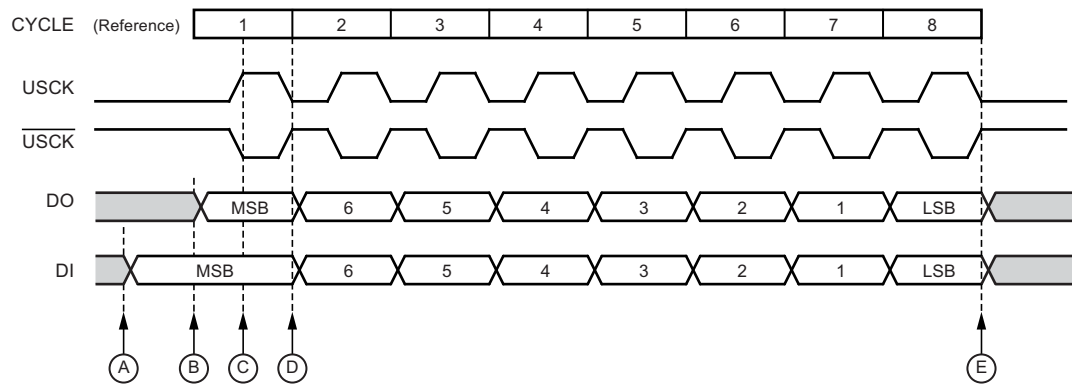 CYCLE (Reference) 1 2 3 4 5 6 7 8
USCK
USCK
DO MSB 6 5 4 3 2 1 LSB
DI MSB 6 5 4 3 2 1 LSB
A B C D E